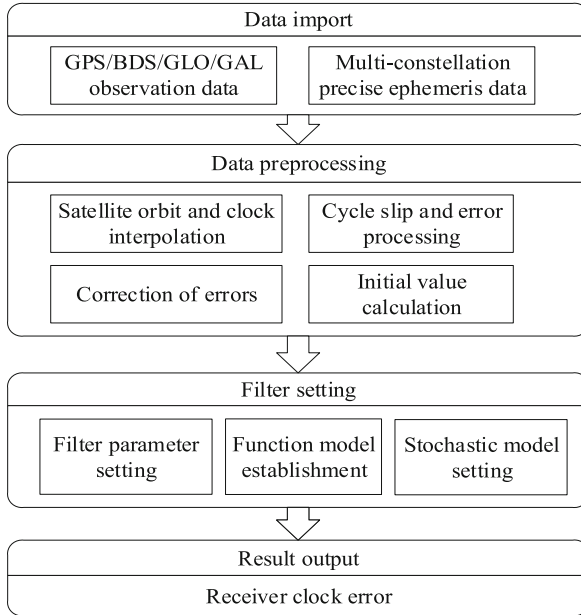 Data import
GPS/BDS/GLO/GAL
observation data
Multi-constellation
precise ephemeris data
Data preprocessing
Satellite orbit and clock
interpolation
Cycle slip and error
processing
Correction of errors
Initial value
calculation
Filter setting
Filter parameter
setting
Function model
establishment
Stochastic model
setting
Result output
Receiver clock error